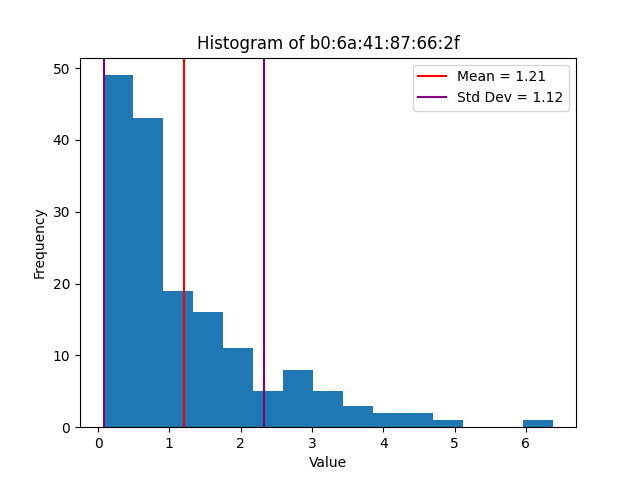 Histogram of b0:6a:41:87:66:2f
Mean = 1.21
Std Dev = 1.12
50
40
30
20
10
0
Frequency
0 1 2 3 4 5 6
Value